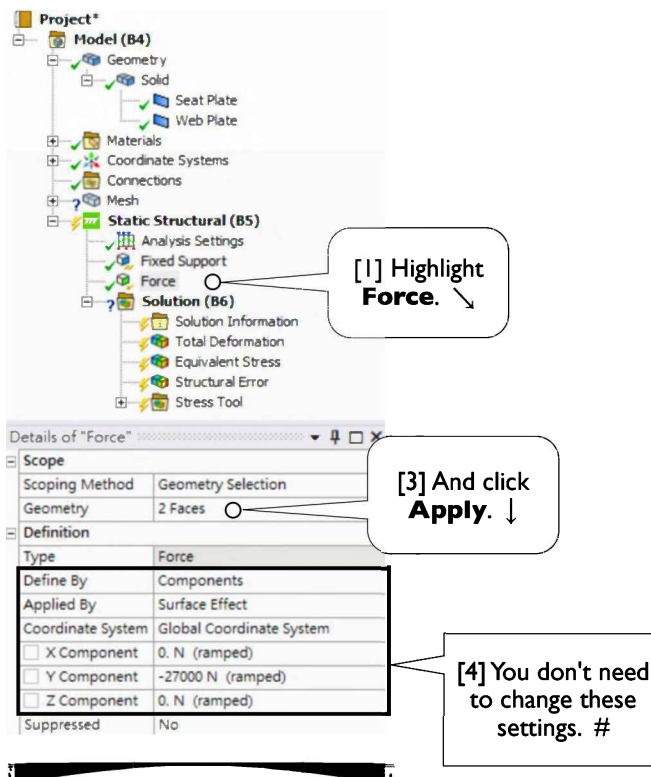 Project*
Model (B4)
Geometry
Solid
Seat Plate
Web Plate
Materials
Coordinate Systems
Connections
Mesh
Static Structural (B5)
Analysis Settings
Fixed Support
Force
Solution (B6)
Solution Information
Total Deformation
Equivalent Stress
Structural Error
Stress Tool
[1] Highlight
Force. ↘
Details of "Force"
Scope
Scoping Method Geometry Selection
Geometry 2 Faces
Definition
Type Force
Define By Components
Applied By Surface Effect
Coordinate System Global Coordinate System
X Component 0. N (ramped)
Y Component -27000 N (ramped)
Z Component 0. N (ramped)
Suppressed No
[3] And click
Apply. ↓
[4] You don't need
to change these
settings. #